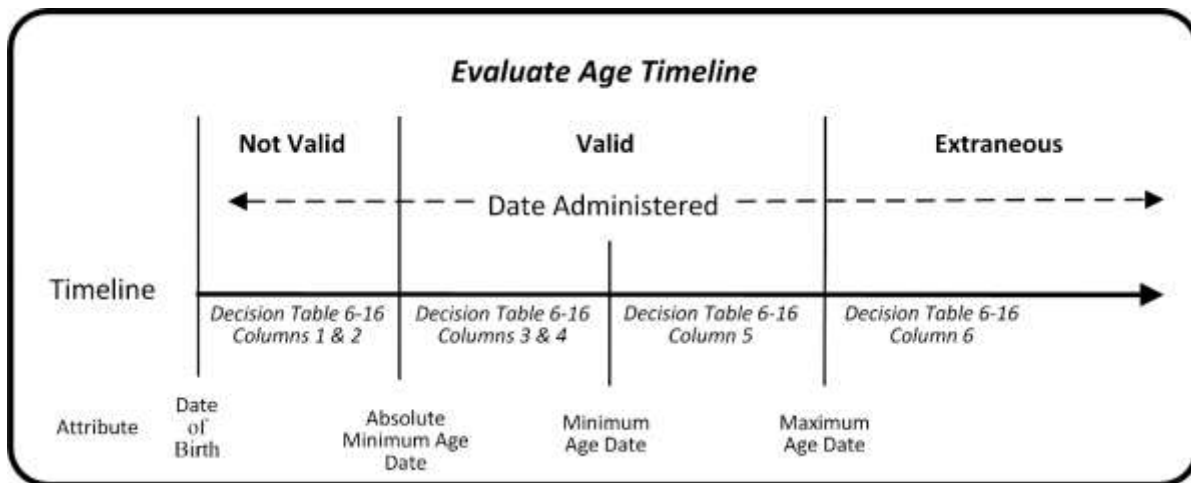 Evaluate Age Timeline
Not Valid
Valid
Extraneous
Date Administered
Timeline
Decision Table 6-16
Columns 1 & 2
Decision Table 6-16
Columns 3 & 4
Decision Table 6-16
Column 5
Decision Table 6-16
Column 6
Attribute
Date
of
Birth
Absolute
Minimum Age
Date
Minimum
Age Date
Maximum
Age Date